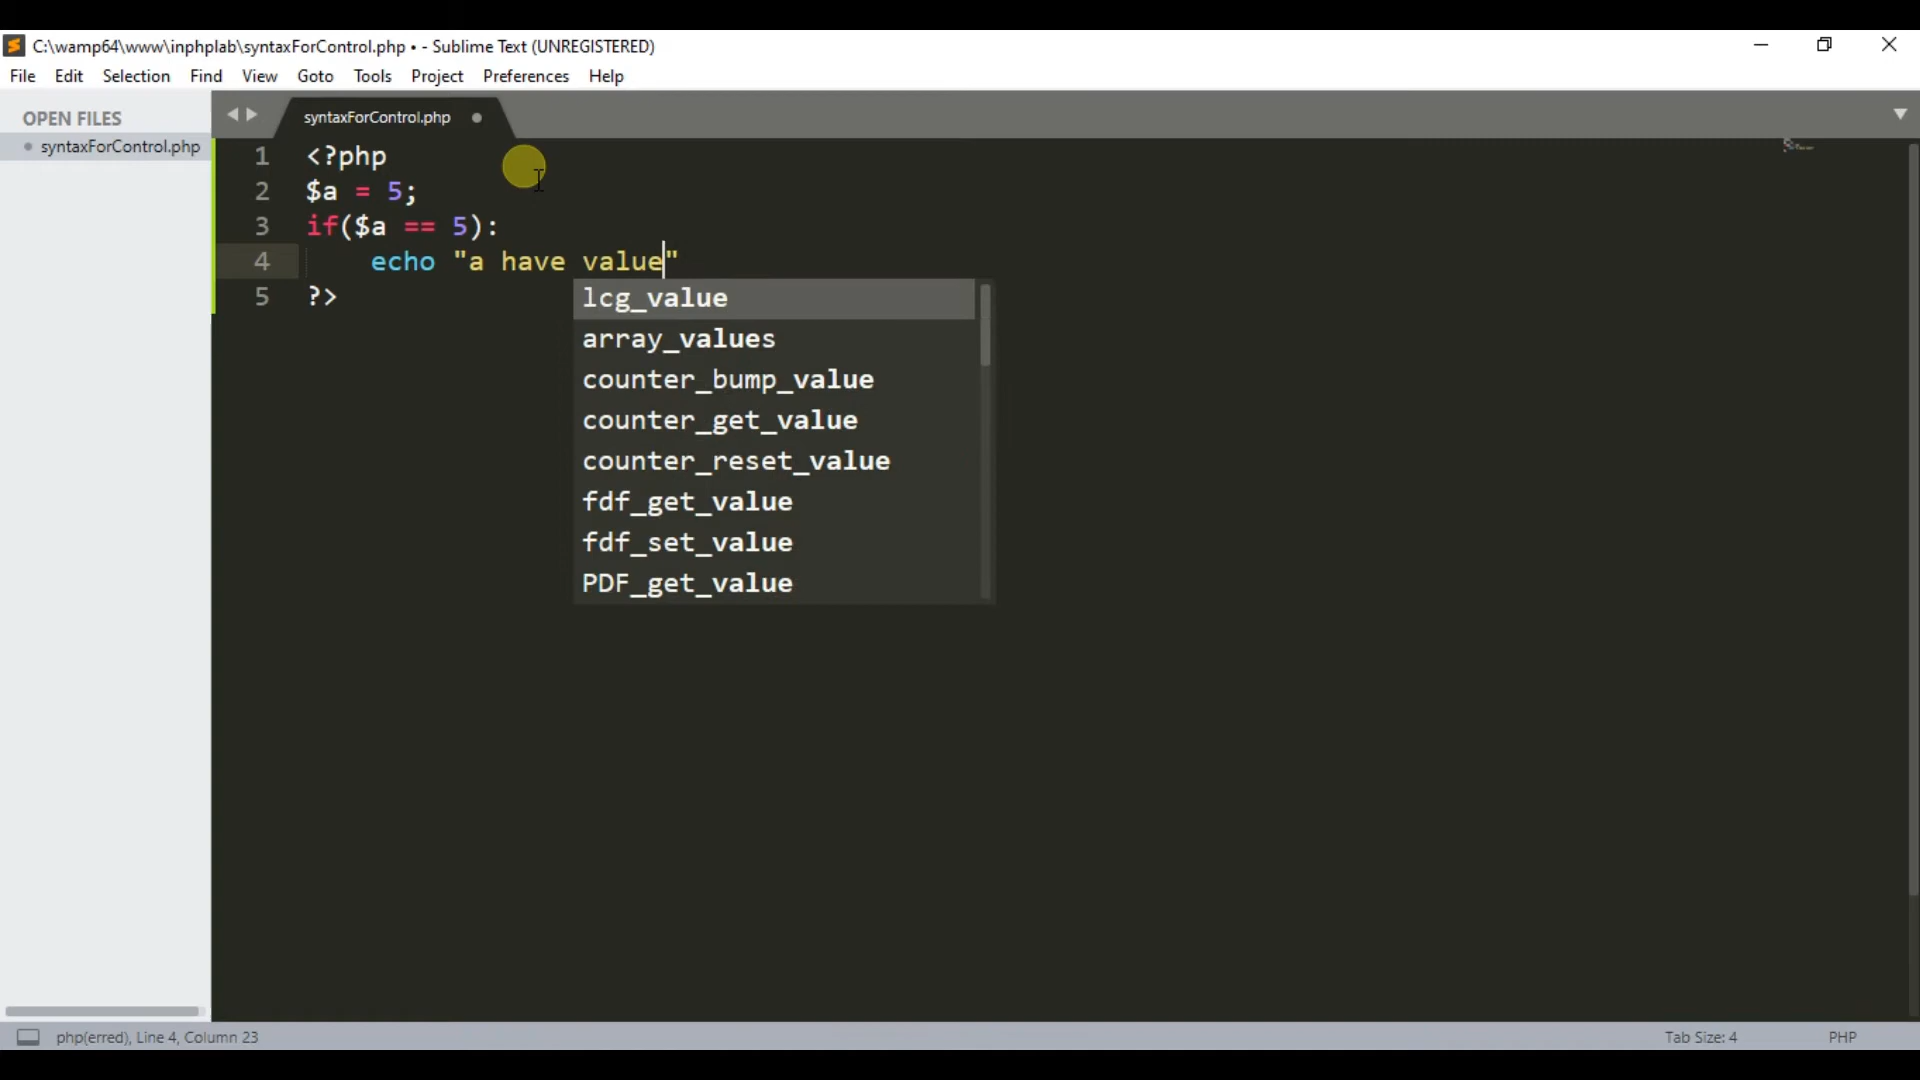 C:\wamp64\www\inphplab\syntaxForControl.php • - Sublime Text (UNREGISTERED)
File Edit Selection Find View Goto Tools Project Preferences Help
OPEN FILES
syntaxForControl.php
syntaxForControl.php
1 <?php
2 $a = 5;
3 if($a == 5):
4 echo "a have value"
5 ?>
lcg_value
array_values
counter_bump_value
counter_get_value
counter_reset_value
fdf_get_value
fdf_set_value
PDF_get_value
php(erred), Line 4, Column 23
Tab Size: 4
PHP